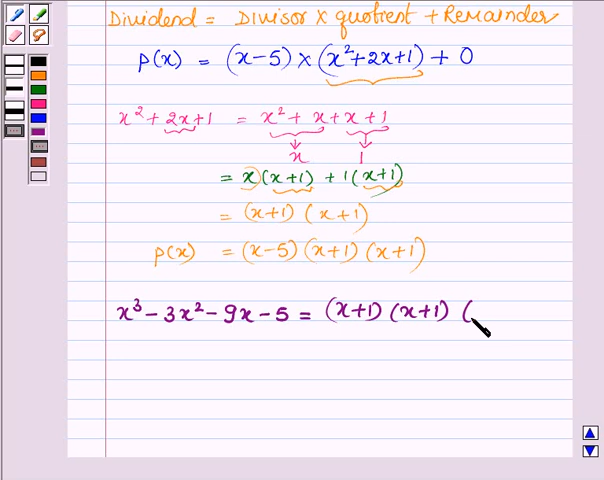 Dividend = Divisor × quotient + Remainder
p(x) = (x-5) × (x²+2x+1) + 0
x² + 2x+1 = x² + x + x + 1
x 1
= x (x+1) + 1 (x+1)
= (x+1) (x+1)
p(x) = (x-5) (x+1) (x+1)
x³ - 3x² - 9x - 5 = (x+1) (x+1) (